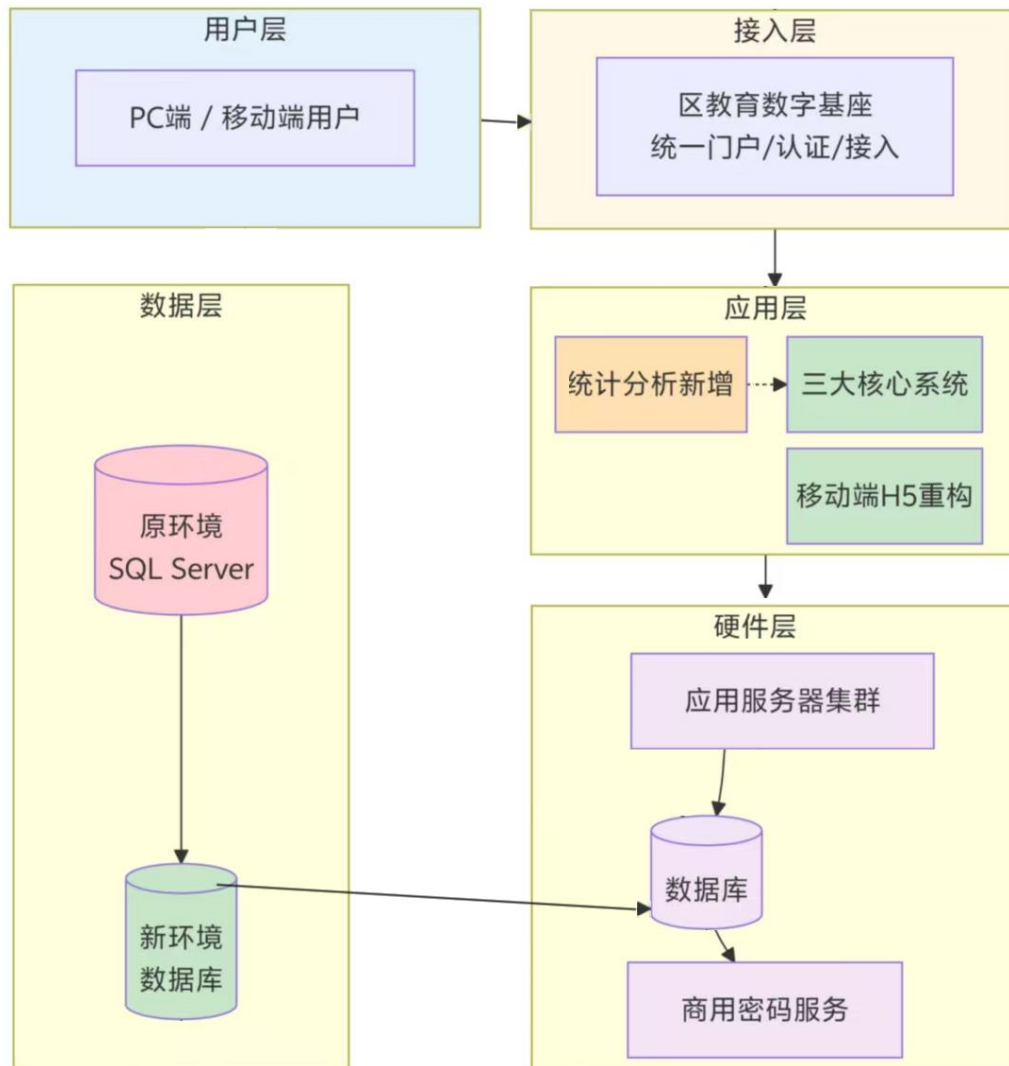 用户层
PC端 / 移动端用户
接入层
区教育数字基座
统一门户/认证/接入
数据层
原环境
SQL Server
新环境
数据库
应用层
统计分析新增
三大核心系统
移动端H5重构
硬件层
应用服务器集群
数据库
商用密码服务